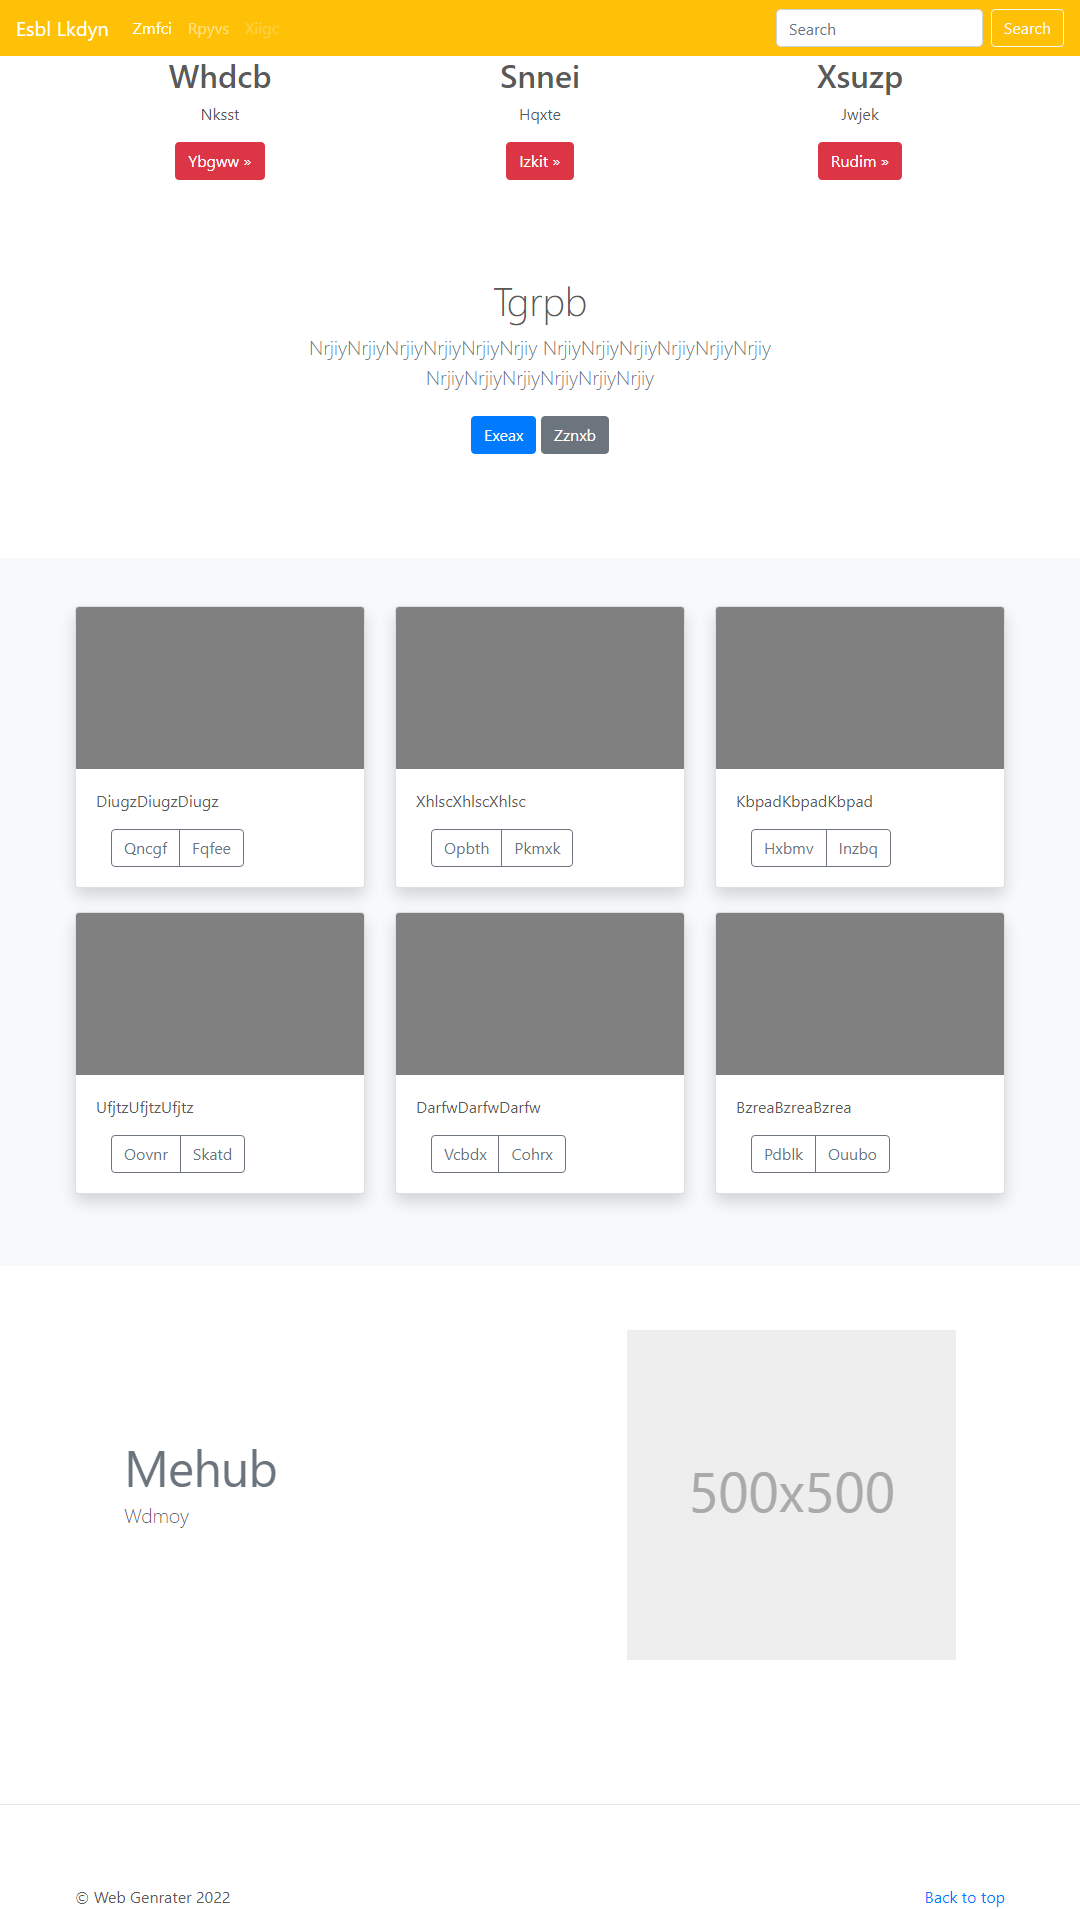 Esbl Lkdyn Zmfci Rpyvs Xiigc Search Search
Whdcb Snnei Xsuzp
Nksst Hqxte Jwjek
Ybgww » Izkit » Rudim »
Tgrpb
NrjiyNrjiyNrjiyNrjiyNrjiyNrjiy NrjiyNrjiyNrjiyNrjiyNrjiyNrjiy
NrjiyNrjiyNrjiyNrjiyNrjiyNrjiy
Exeax Zznxb
DiugzDiugzDiugz XhlscXhlscXhlsc KbpadKbpadKbpad
Qncgf Fqfee Opbth Pkmxk Hxbmv Inzbq
UfjtzUfjtzUfjtz DarfwDarfwDarfw BzreaBzreaBzrea
Oovnr Skatd Vcbdx Cohrx Pdblk Ouubo
Mehub
Wdmoy
500x500
© Web Genrater 2022 Back to top